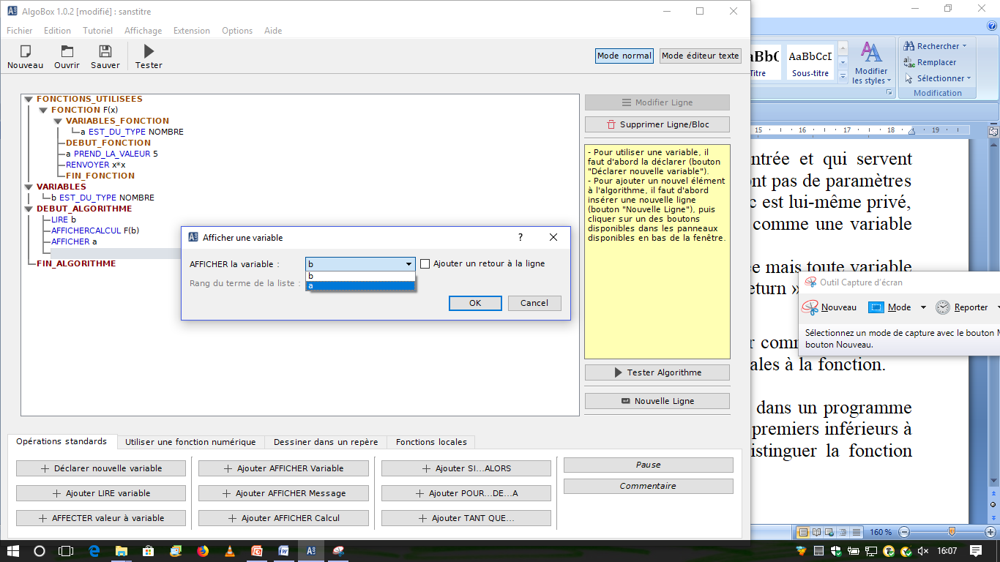 AlgoBox 1.0.2 [modifié] : sanstitre
Fichier Edition Tutoriel Affichage Extension Options Aide
Nouveau Ouvrir Sauver Tester
Mode normal Mode éditeur texte
FONCTIONS_UTILISEES
FONCTION F(x)
VARIABLES_FONCTION
a EST_DU_TYPE NOMBRE
DEBUT_FONCTION
a PREND_LA_VALEUR 5
RENVOYER x*x
FIN_FONCTION
VARIABLES
b EST_DU_TYPE NOMBRE
DEBUT_ALGORITHME
LIRE b
AFFICHERCALCUL F(b)
AFFICHER a
FIN_ALGORITHME
Modifier Ligne
Supprimer Ligne/Bloc
- Pour utiliser une variable, il
faut d'abord la déclarer (bouton
"Déclarer nouvelle variable").
- Pour ajouter un nouvel élément
à l'algorithme, il faut d'abord
insérer une nouvelle ligne
(bouton "Nouvelle Ligne"), puis
cliquer sur un des boutons
disponibles dans les panneaux
disponibles en bas de la fenêtre.
Tester Algorithme
Nouvelle Ligne
Afficher une variable ?
AFFICHER la variable : b Ajouter un retour à la ligne
b
Rang du terme de la liste : a
OK Cancel
Opérations standards Utiliser une fonction numérique Dessiner dans un repère Fonctions locales
Déclarer nouvelle variable Ajouter AFFICHER Variable Ajouter SI...ALORS Pause
Ajouter LIRE variable Ajouter AFFICHER Message Ajouter POUR...DE...A Commentaire
AFFECTER valeur à variable Ajouter AFFICHER Calcul Ajouter TANT QUE...
AaBbCcI
Titre Sous-titre
Modifier
les styles
Rechercher
Remplacer
Sélectionner
Modification
15 16 17 18 19
ntrée et qui servent
nt pas de paramètres
c est lui-même privé,
comme une variable
e mais toute variable
eturn »
r comm
ales à la fonction.
dans un programme
premiers inférieurs à
istinguer la fonction
Outil Capture d'écran
Nouveau Mode Reporter
Sélectionnez un mode de capture avec le bouton M
bouton Nouveau.
160 %
16:07